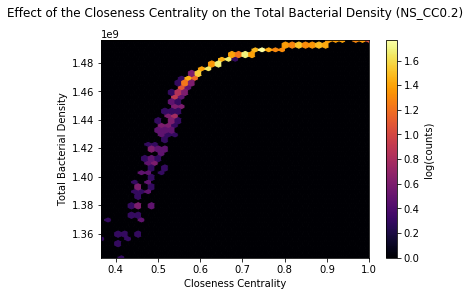 Effect of the Closeness Centrality on the Total Bacterial Density (NS_CC0.2)
1e9
1.48
1.46
1.44
1.42
1.40
1.38
1.36
Total Bacterial Density
0.4 0.5 0.6 0.7 0.8 0.9 1.0
Closeness Centrality
1.6
1.4
1.2
1.0
0.8
0.6
0.4
0.2
0.0
log(counts)